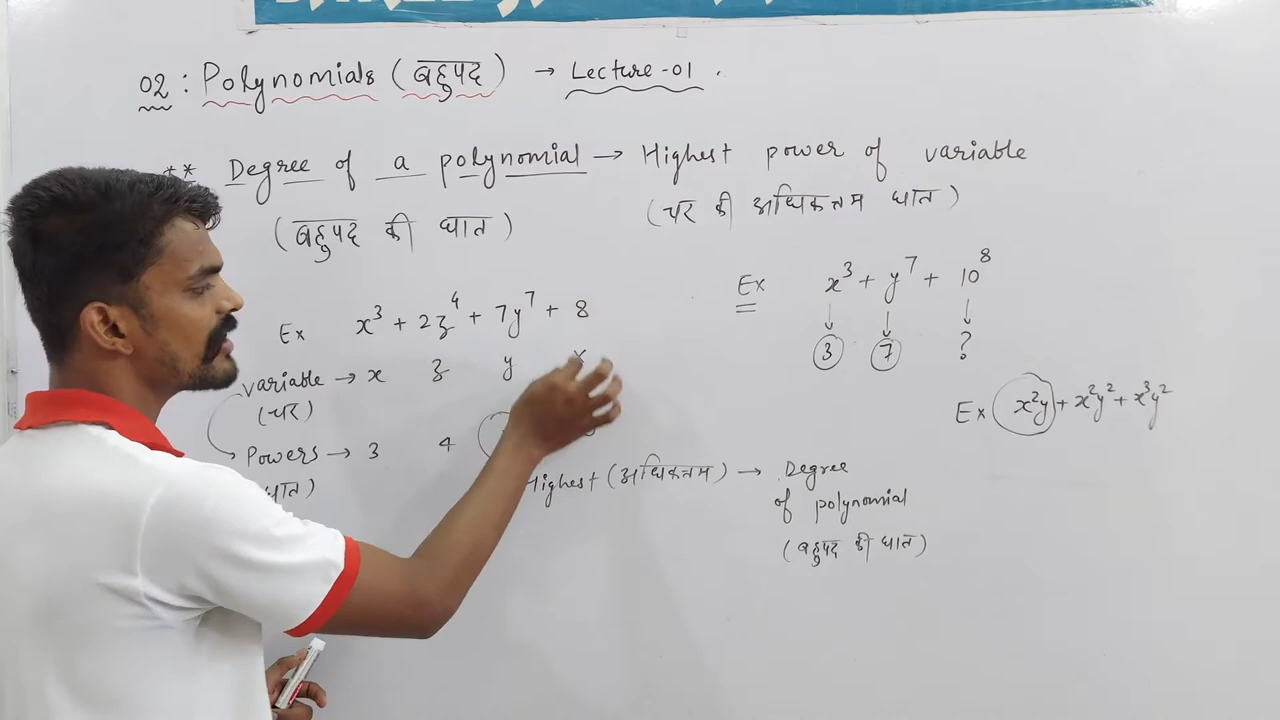 02 : Polynomials (बहुपद) → Lecture-01 .
** Degree of a polynomial → Highest power of variable
(बहुपद की घात) (चर की अधिकतम घात)
Ex x³ + y⁷ + 10⁸
Ex x³ + 2z⁴ + 7y⁷ + 8
↓ ↓ ↓
3 7 ?
variable → x z y x
(चर)
Ex x²y + x²y² + x³y²
Powers → 3 4
घात)
Highest (अधिकतम) → Degree
of polynomial
(बहुपद की घात)